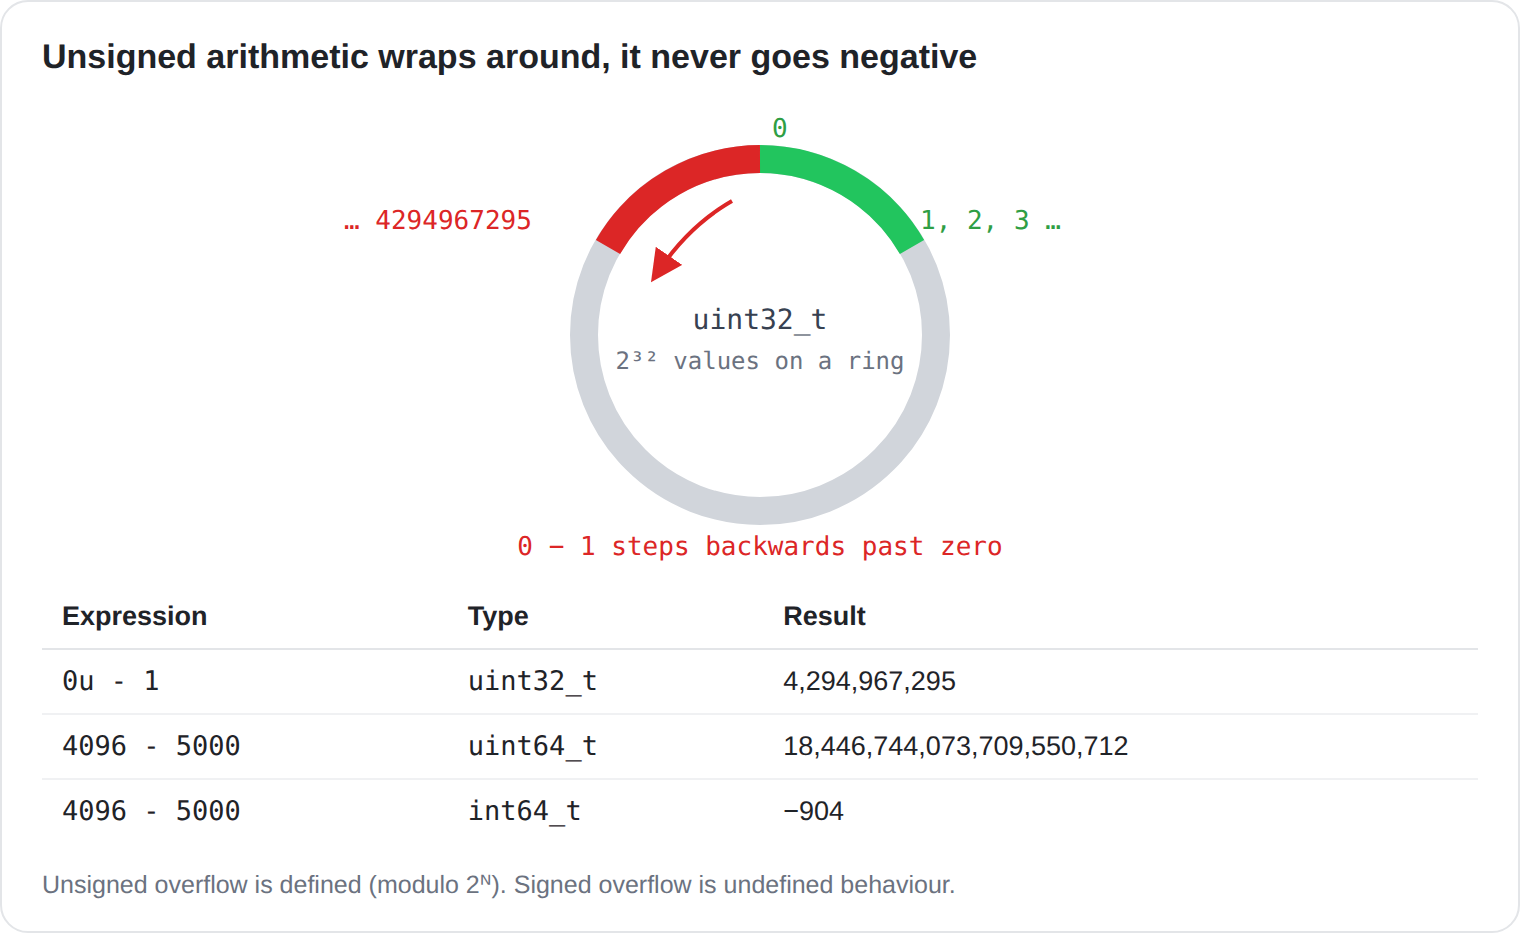 Unsigned arithmetic wraps around, it never goes negative
0
… 4294967295
1, 2, 3 …
uint32_t
2³² values on a ring
0 − 1 steps backwards past zero
Expression Type Result
0u - 1 uint32_t 4,294,967,295
4096 - 5000 uint64_t 18,446,744,073,709,550,712
4096 - 5000 int64_t −904
Unsigned overflow is defined (modulo 2ᴺ). Signed overflow is undefined behaviour.